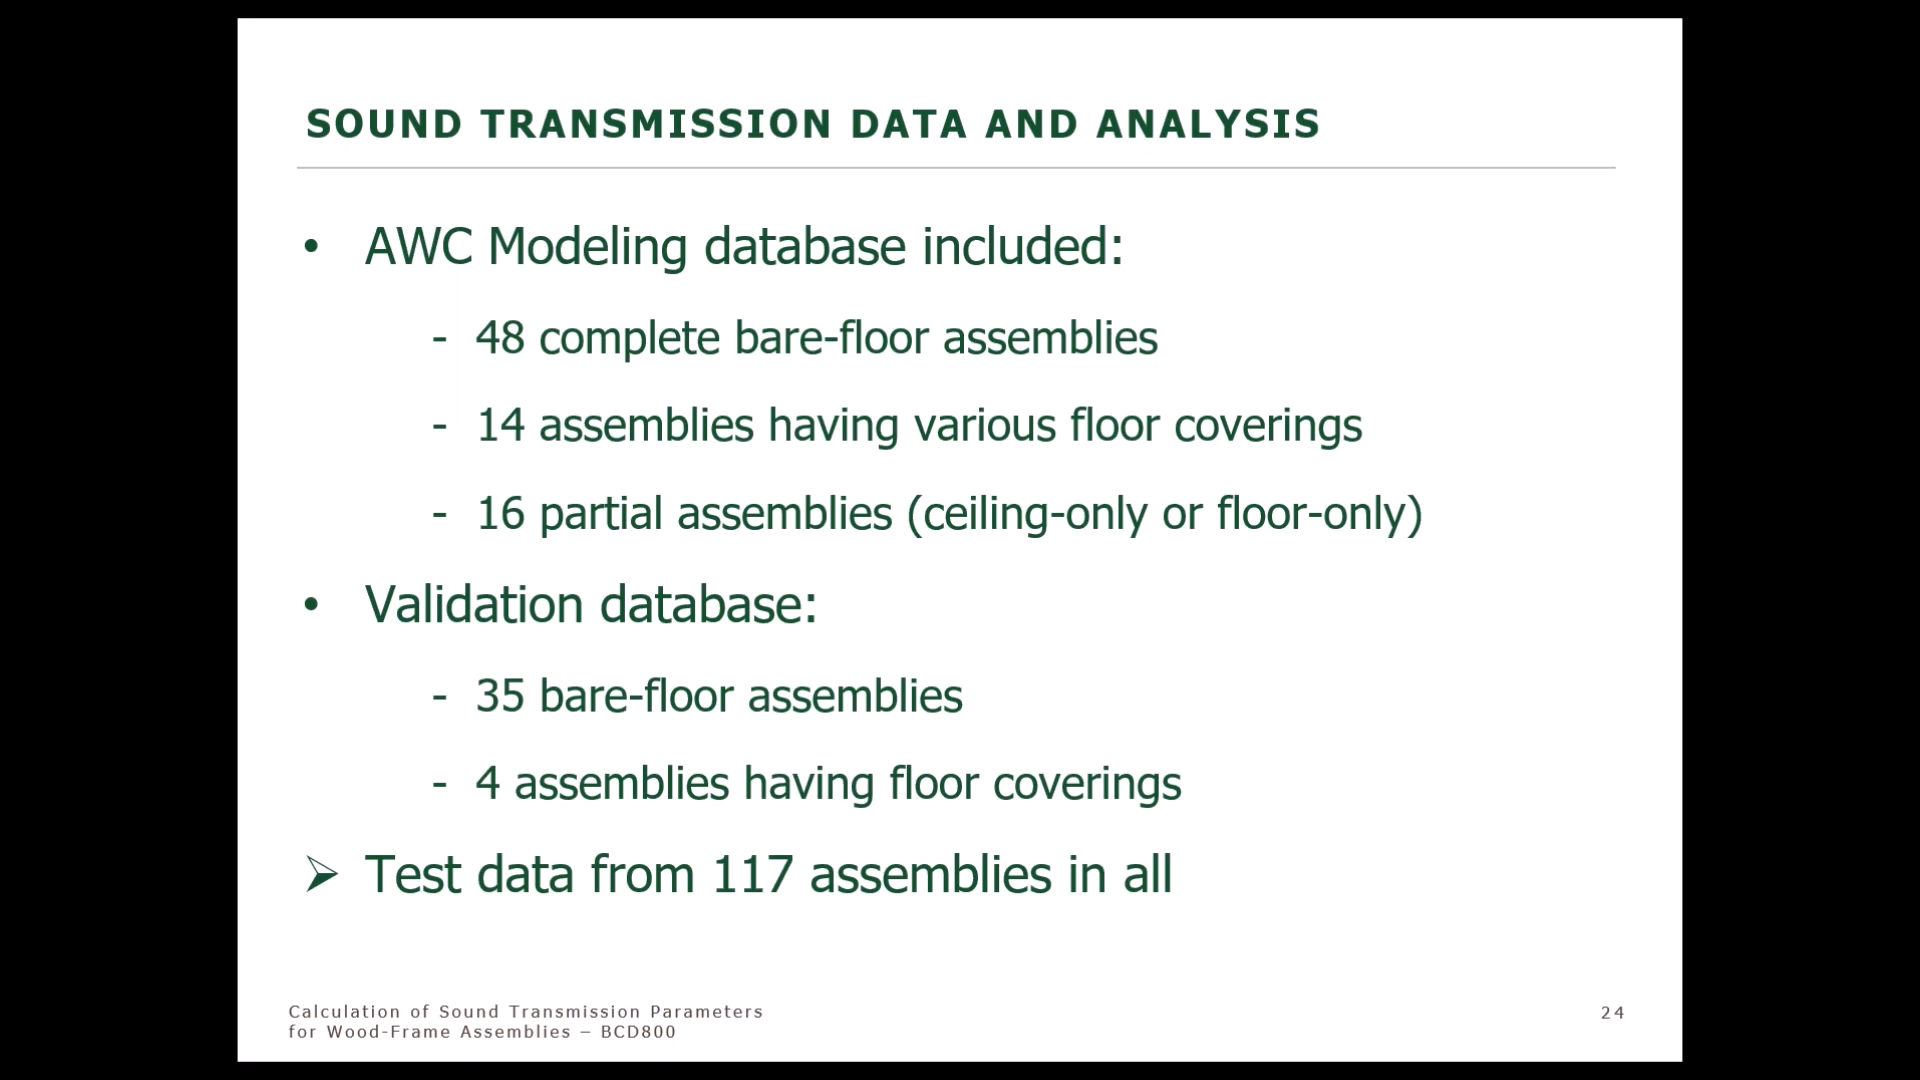 SOUND TRANSMISSION DATA AND ANALYSIS
• AWC Modeling database included:
- 48 complete bare-floor assemblies
- 14 assemblies having various floor coverings
- 16 partial assemblies (ceiling-only or floor-only)
• Validation database:
- 35 bare-floor assemblies
- 4 assemblies having floor coverings
➢ Test data from 117 assemblies in all
Calculation of Sound Transmission Parameters
for Wood-Frame Assemblies – BCD800
24